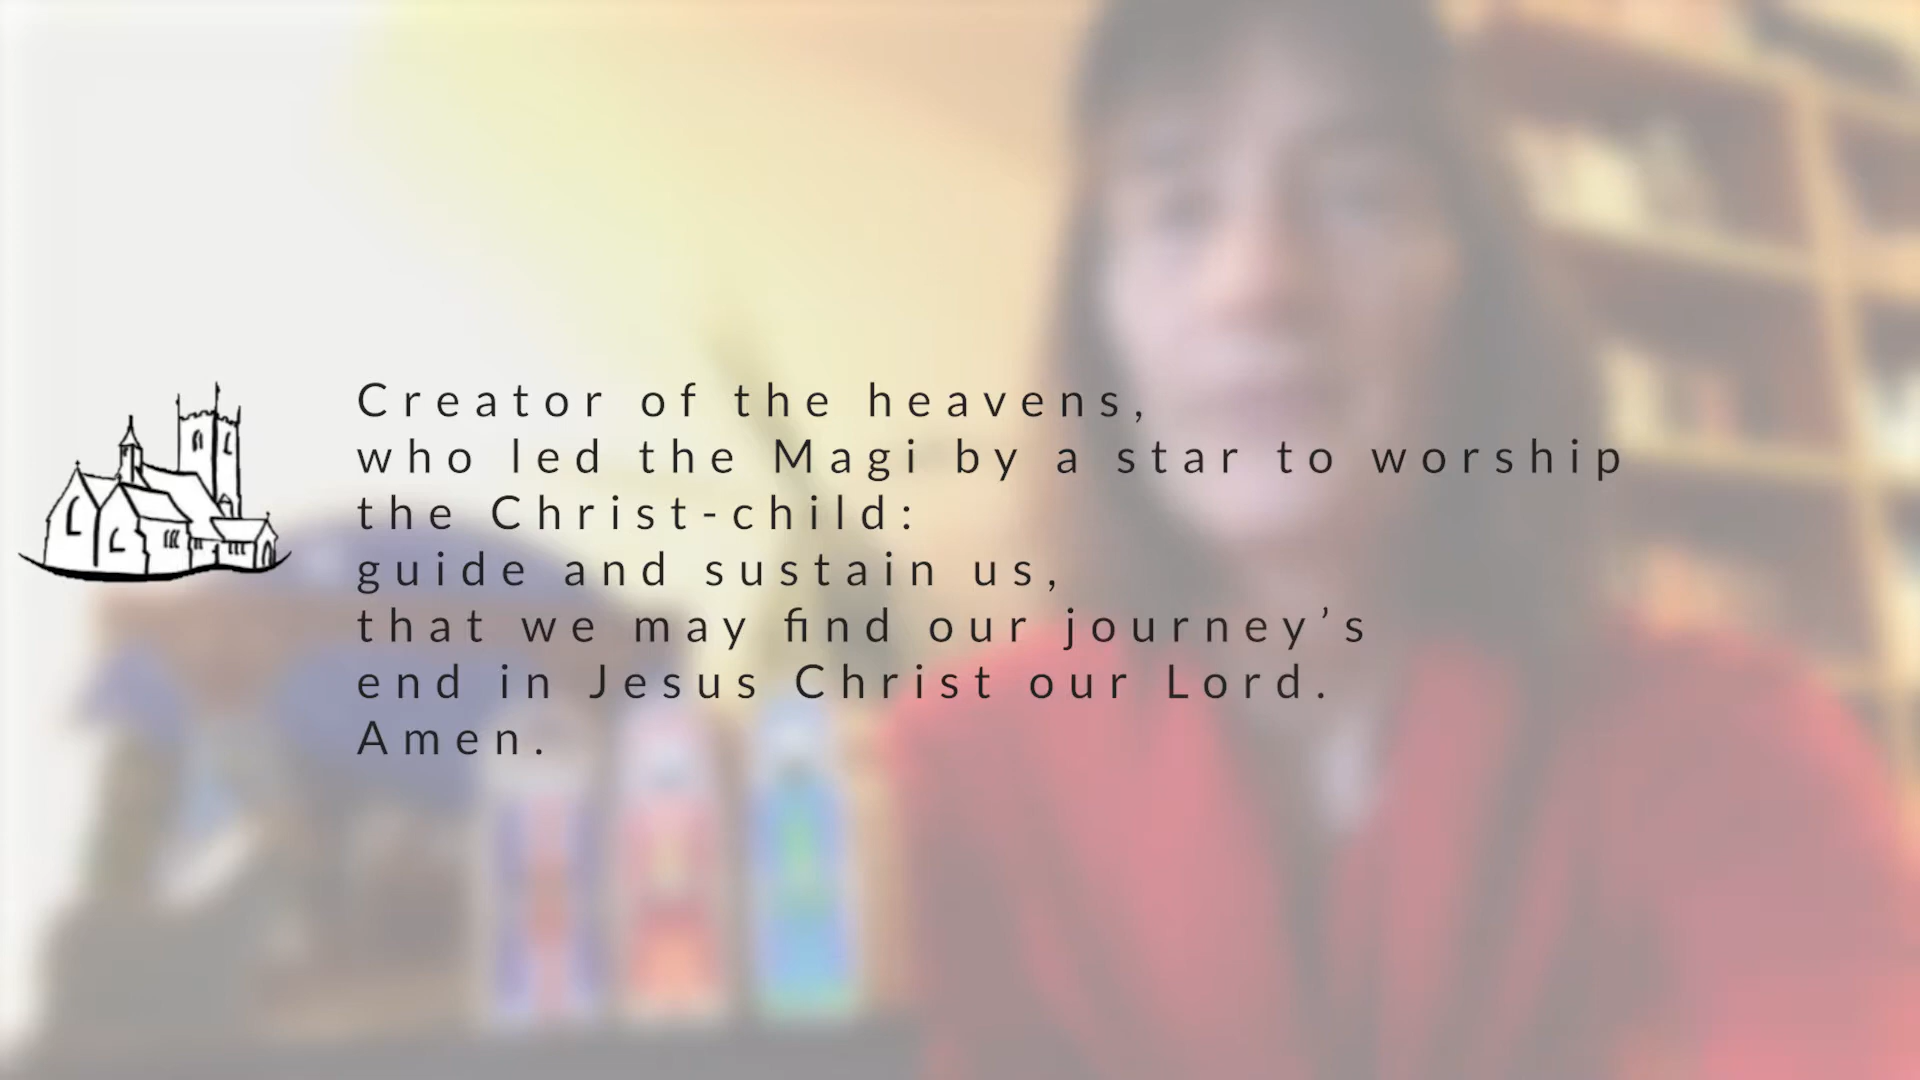 Creator of the heavens,
who led the Magi by a star to worship
the Christ-child:
guide and sustain us,
that we may find our journey’s
end in Jesus Christ our Lord.
Amen.